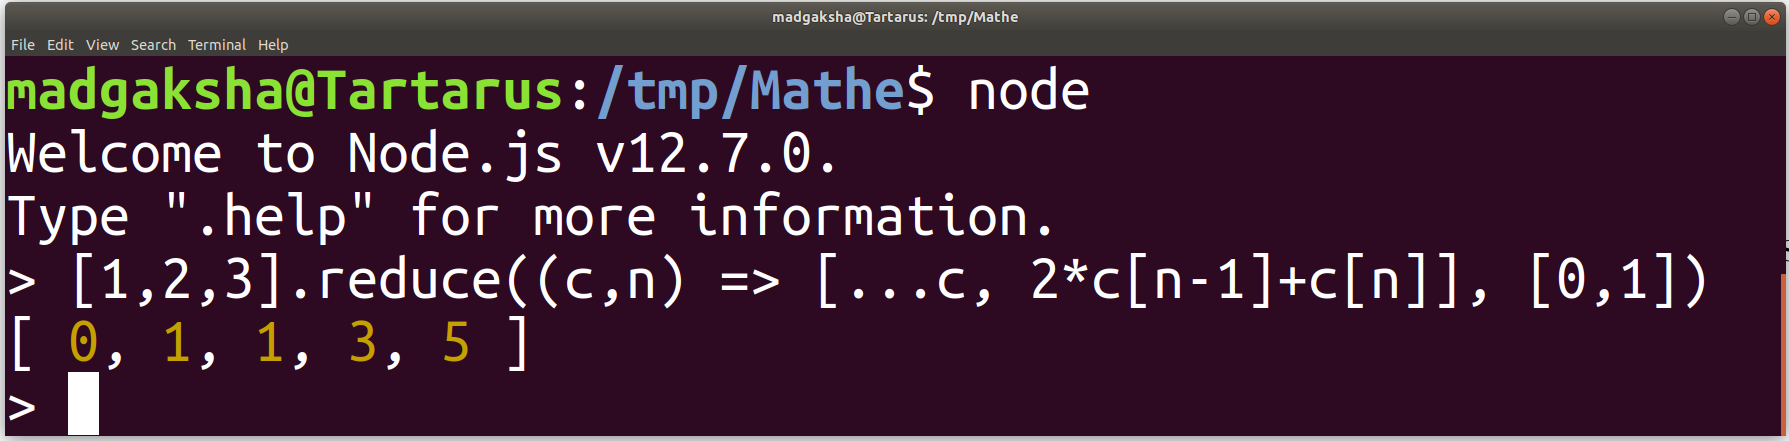 madgaksha@Tartarus: /tmp/Mathe
File Edit View Search Terminal Help
madgaksha@Tartarus:/tmp/Mathe$ node
Welcome to Node.js v12.7.0.
Type ".help" for more information.
> [1,2,3].reduce((c,n) => [...c, 2*c[n-1]+c[n]], [0,1])
[ 0, 1, 1, 3, 5 ]
>